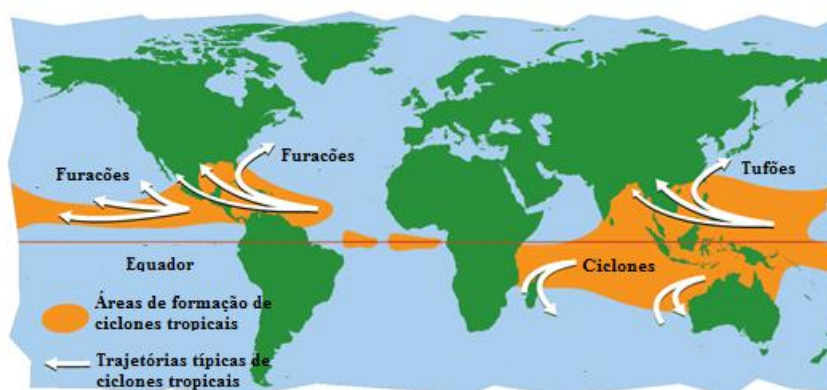 Furacões
Furacões
Tufões
Equador
Ciclones
Áreas de formação de
ciclones tropicais
Trajetórias típicas de
ciclones tropicais